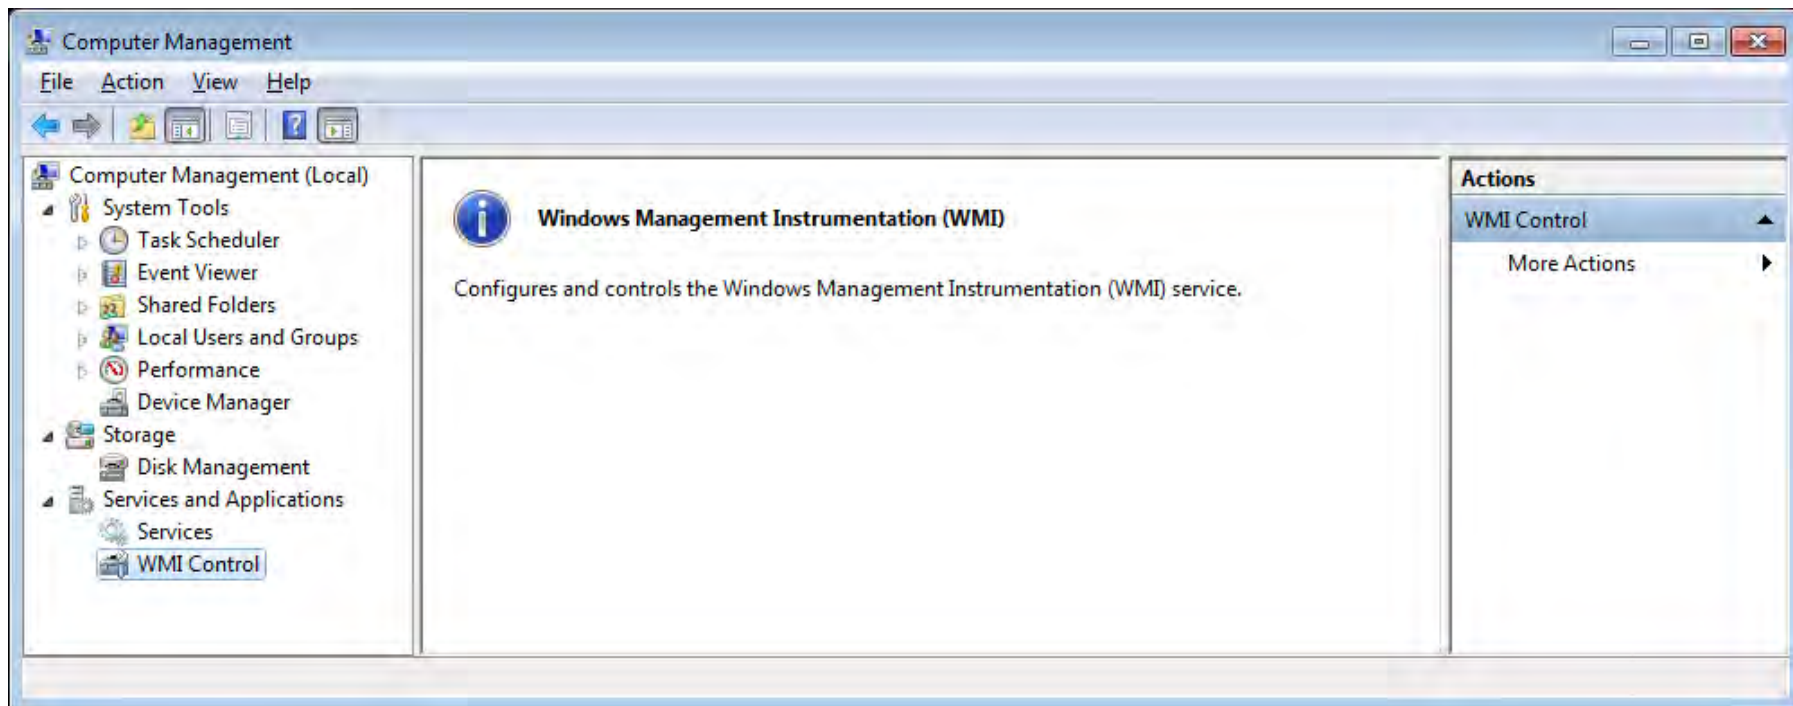 Computer Management
File Action View Help
Computer Management (Local)
System Tools
Task Scheduler
Event Viewer
Shared Folders
Local Users and Groups
Performance
Device Manager
Storage
Disk Management
Services and Applications
Services
WMI Control
Windows Management Instrumentation (WMI)
Configures and controls the Windows Management Instrumentation (WMI) service.
Actions
WMI Control
More Actions